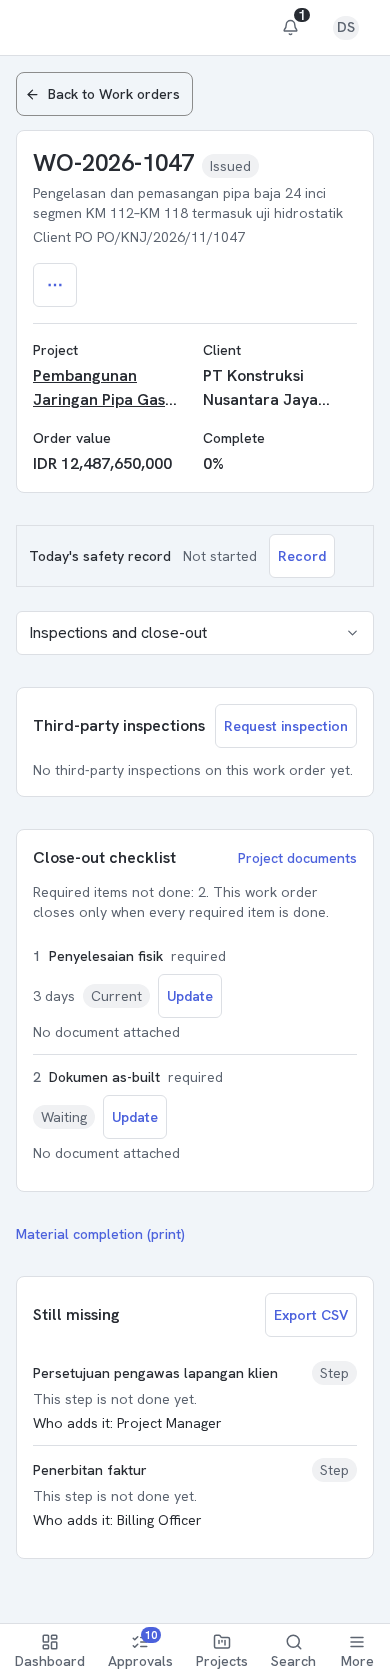 1
DS
Back to Work orders
WO-2026-1047 Issued
Pengelasan dan pemasangan pipa baja 24 inci
segmen KM 112–KM 118 termasuk uji hidrostatik
Client PO PO/KNJ/2026/11/1047
...
Project
Pembangunan
Jaringan Pipa Gas...
Client
PT Konstruksi
Nusantara Jaya...
Order value
IDR 12,487,650,000
Complete
0%
Today's safety record Not started Record
Inspections and close-out
Third-party inspections Request inspection
No third-party inspections on this work order yet.
Close-out checklist Project documents
Required items not done: 2. This work order
closes only when every required item is done.
1 Penyelesaian fisik required
3 days Current Update
No document attached
2 Dokumen as-built required
Waiting Update
No document attached
Material completion (print)
Still missing Export CSV
Persetujuan pengawas lapangan klien Step
This step is not done yet.
Who adds it: Project Manager
Penerbitan faktur Step
This step is not done yet.
Who adds it: Billing Officer
10
Dashboard Approvals Projects Search More